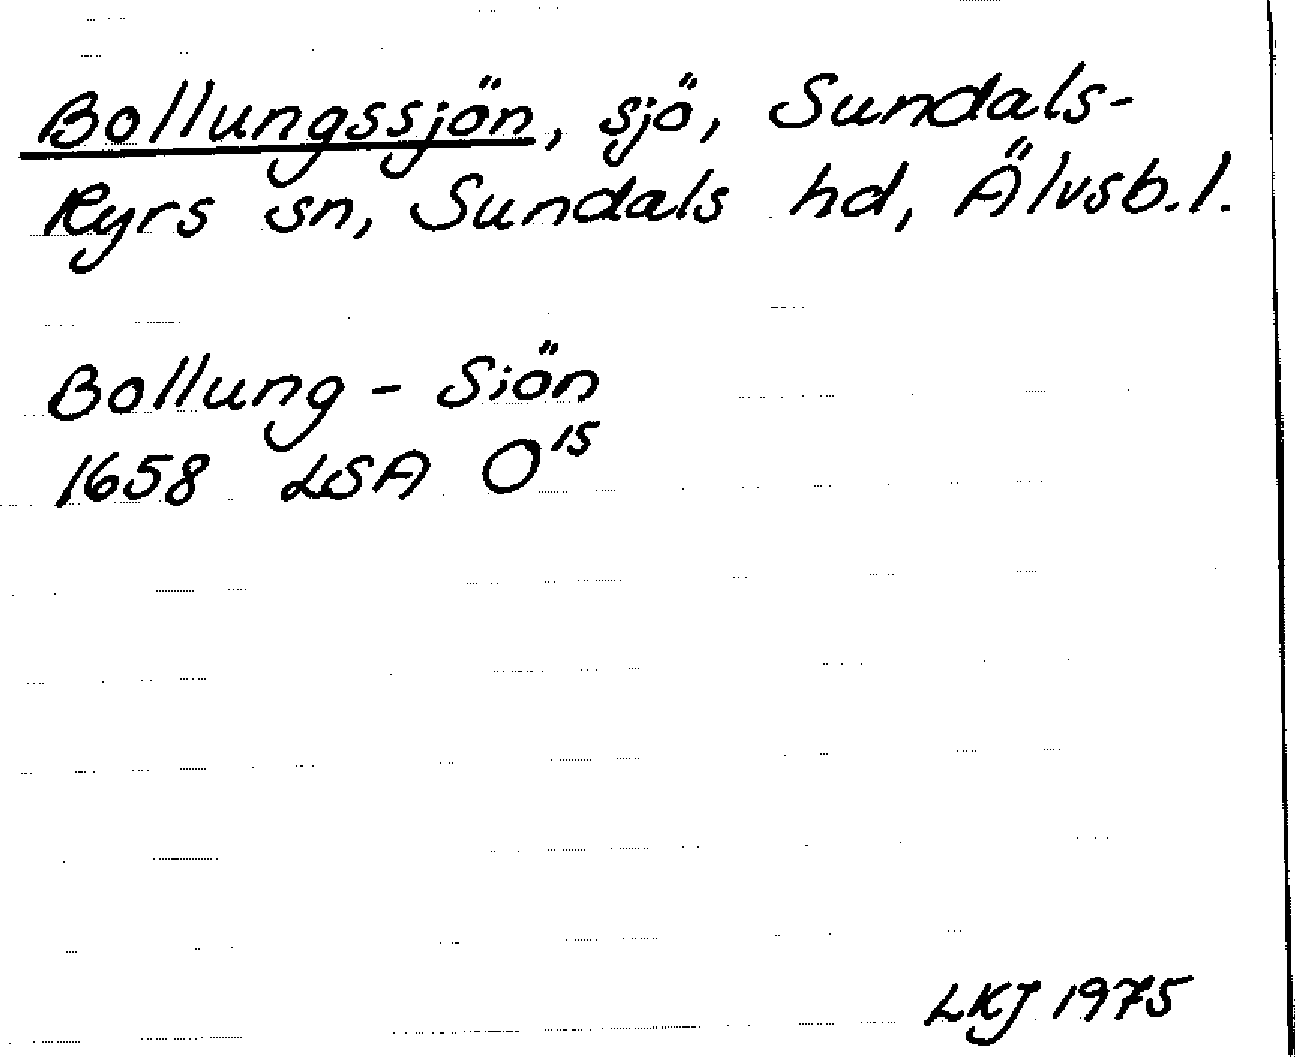 Bollungssjön, sjö, Sundals-
Ryrs sn, Sundals hd, Älvsb.l.
Bollung-Siön
1658 LSA O¹⁵
LKJ 1975